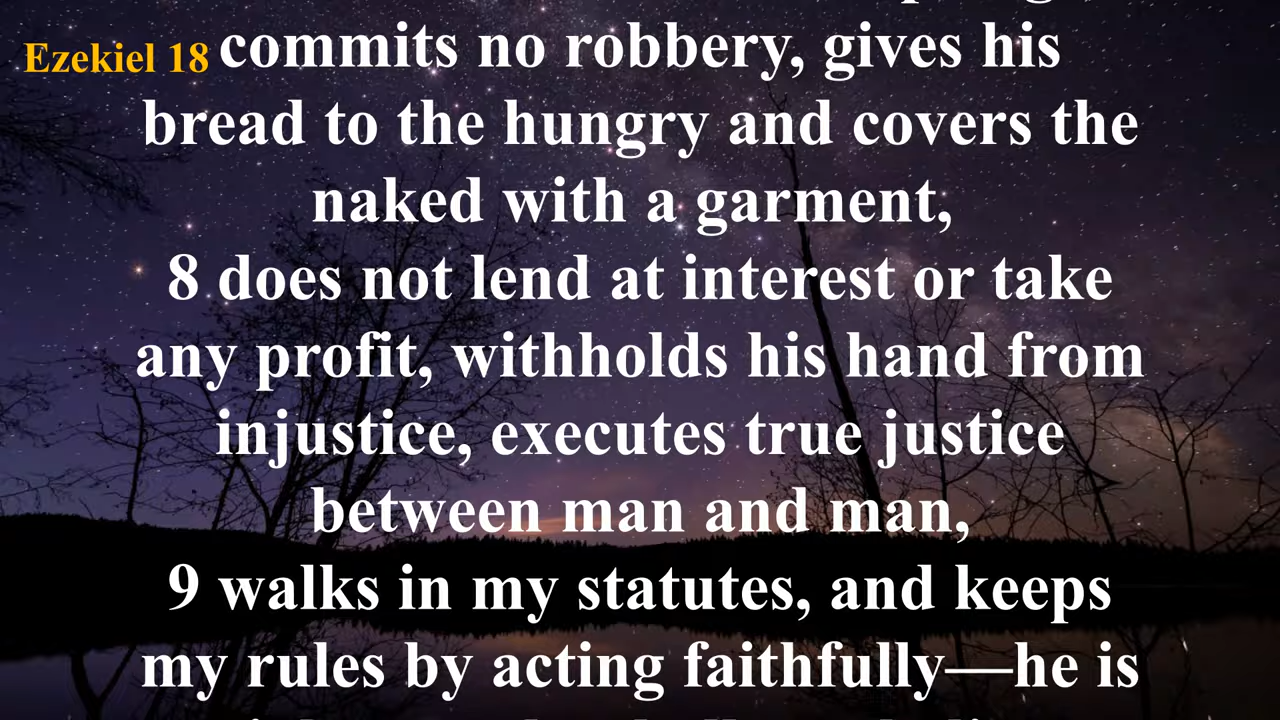 Ezekiel 18
commits no robbery, gives his
bread to the hungry and covers the
naked with a garment,
8 does not lend at interest or take
any profit, withholds his hand from
injustice, executes true justice
between man and man,
9 walks in my statutes, and keeps
my rules by acting faithfully—he is